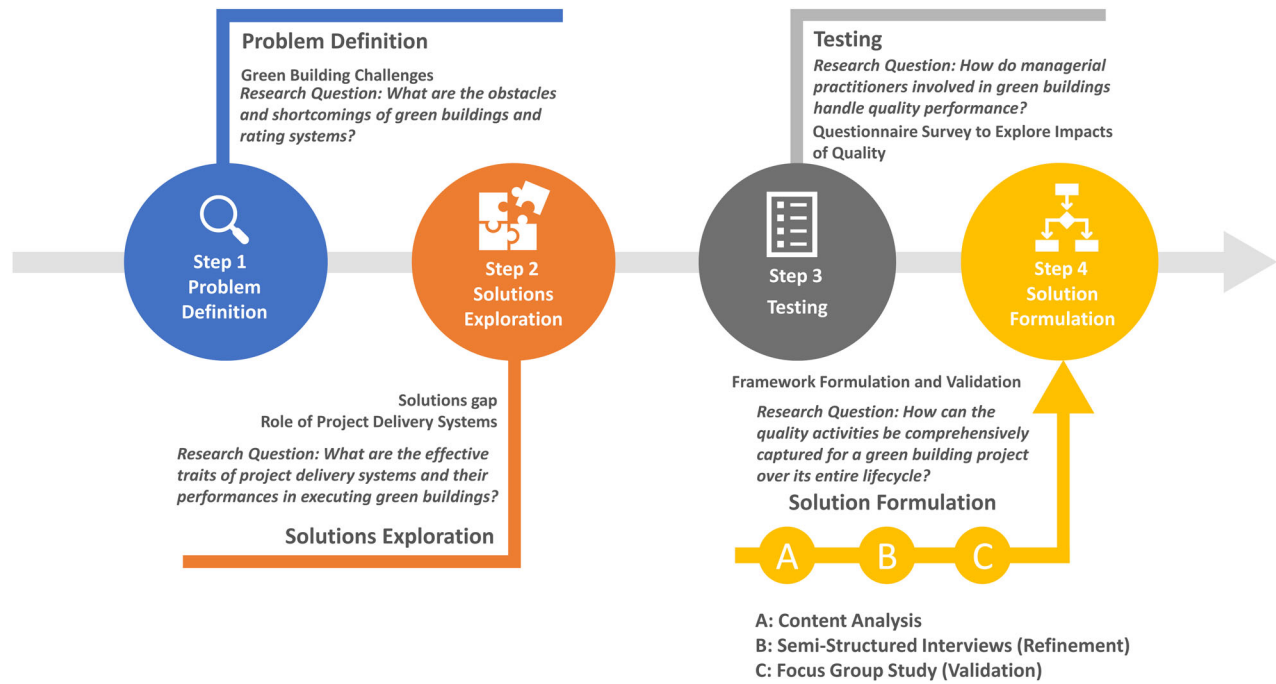 Problem Definition
Green Building Challenges
Research Question: What are the obstacles
and shortcomings of green buildings and
rating systems?
Testing
Research Question: How do managerial
practitioners involved in green buildings
handle quality performance?
Questionnaire Survey to Explore Impacts
of Quality
Step 1
Problem
Definition
Step 2
Solutions
Exploration
Step 3
Testing
Step 4
Solution
Formulation
Solutions gap
Role of Project Delivery Systems
Research Question: What are the effective
traits of project delivery systems and their
performances in executing green buildings?
Solutions Exploration
Framework Formulation and Validation
Research Question: How can the
quality activities be comprehensively
captured for a green building project
over its entire lifecycle?
Solution Formulation
A
B
C
A: Content Analysis
B: Semi-Structured Interviews (Refinement)
C: Focus Group Study (Validation)